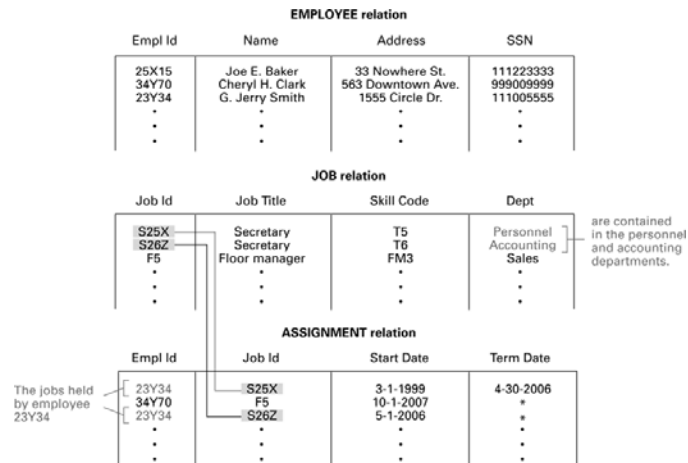 EMPLOYEE relation
Empl Id Name Address SSN
25X15 Joe E. Baker 33 Nowhere St. 111223333
34Y70 Cheryl H. Clark 563 Downtown Ave. 999009999
23Y34 G. Jerry Smith 1555 Circle Dr. 111005555
JOB relation
Job Id Job Title Skill Code Dept
S25X Secretary T5 Personnel
S26Z Secretary T6 Accounting
F5 Floor manager FM3 Sales
are contained
in the personnel
and accounting
departments.
ASSIGNMENT relation
Empl Id Job Id Start Date Term Date
23Y34 S25X 3-1-1999 4-30-2006
34Y70 F5 10-1-2007 *
23Y34 S26Z 5-1-2006 *
The jobs held
by employee
23Y34